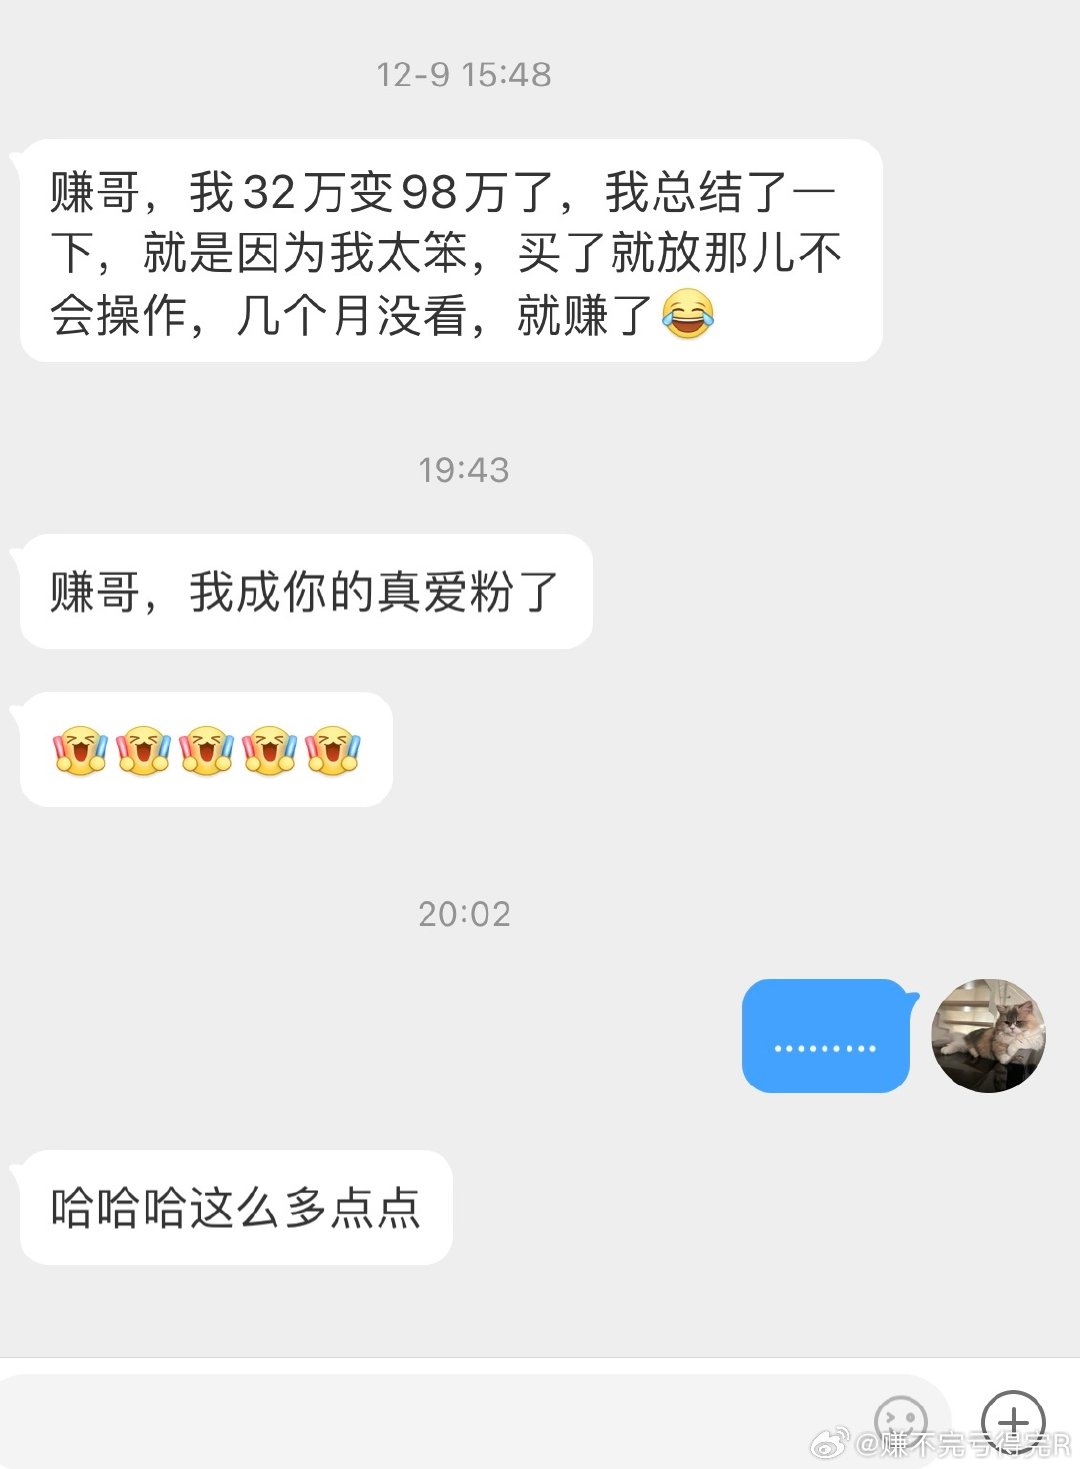 12-9 15:48
赚哥，我32万变98万了，我总结了一
下，就是因为我太笨，买了就放那儿不
会操作，几个月没看，就赚了😂
19:43
赚哥，我成你的真爱粉了
20:02
.........
哈哈哈这么多点点
@赚不完亏得完R